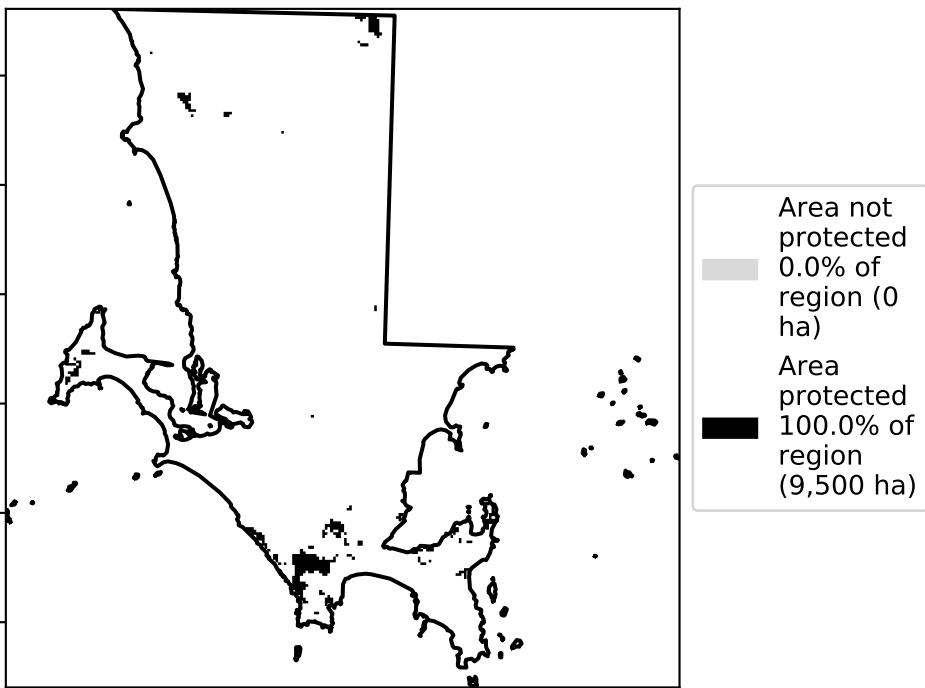 Area not
protected
0.0% of
region (0
ha)
Area
protected
100.0% of
region
(9,500 ha)